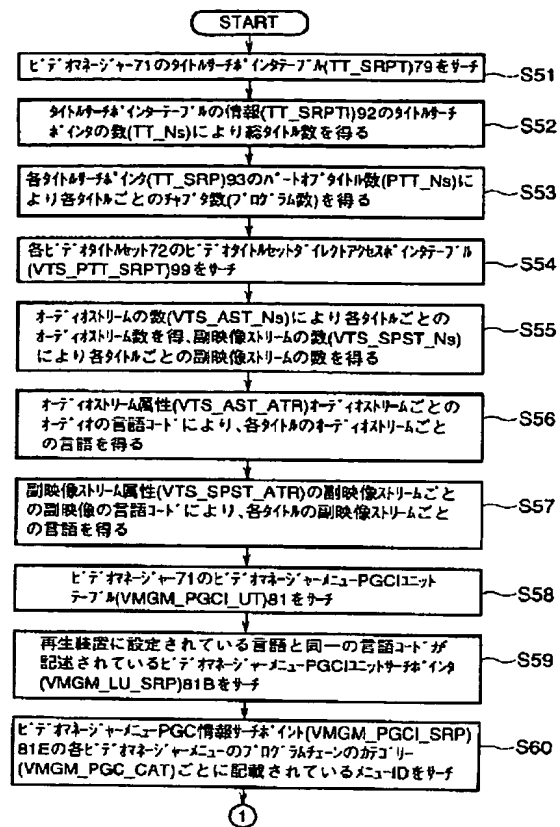 START
ビデオマネージャー71のタイトルサーチポインタテーブル(TT_SRPT)79をサーチ
S51
タイトルサーチポインターテーブルの情報(TT_SRPTI)92のタイトルサーチ
ポインタの数(TT_Ns)により総タイトル数を得る
S52
各タイトルサーチポインタ(TT_SRP)93のパートオブタイトル数(PTT_Ns)に
より各タイトルごとのチャプタ数(プログラム数)を得る
S53
各ビデオタイトルセット72のビデオタイトルセットダイレクトアクセスポインタテーブル
(VTS_PTT_SRPT)99をサーチ
S54
オーディオストリームの数(VTS_AST_Ns)により各タイトルごとの
オーディオストリーム数を得、副映像ストリームの数(VTS_SPST_Ns)
により各タイトルごとの副映像ストリームの数を得る
S55
オーディオストリーム属性(VTS_AST_ATR)オーディオストリームごとの
オーディオの言語コードにより、各タイトルのオーディオストリームごと
の言語を得る
S56
副映像ストリーム属性(VTS_SPST_ATR)の副映像ストリームごと
の副映像の言語コードにより、各タイトルの副映像ストリームごと
の言語を得る
S57
ビデオマネージャー71のビデオマネージャーメニューPGCIユニット
テーブル(VMGM_PGCI_UT)81をサーチ
S58
再生装置に設定されている言語と同一の言語コードが
記述されているビデオマネージャーメニューPGCIユニットサーチポインタ
(VMGM_LU_SRP)81Bをサーチ
S59
ビデオマネージャーメニューPGC情報サーチポイント(VMGM_PGCI_SRP)
81Eの各ビデオマネージャーメニューのプログラムチェーンのカテゴリー
(VMGM_PGC_CAT)ごとに記載されているメニューIDをサーチ
S60
1